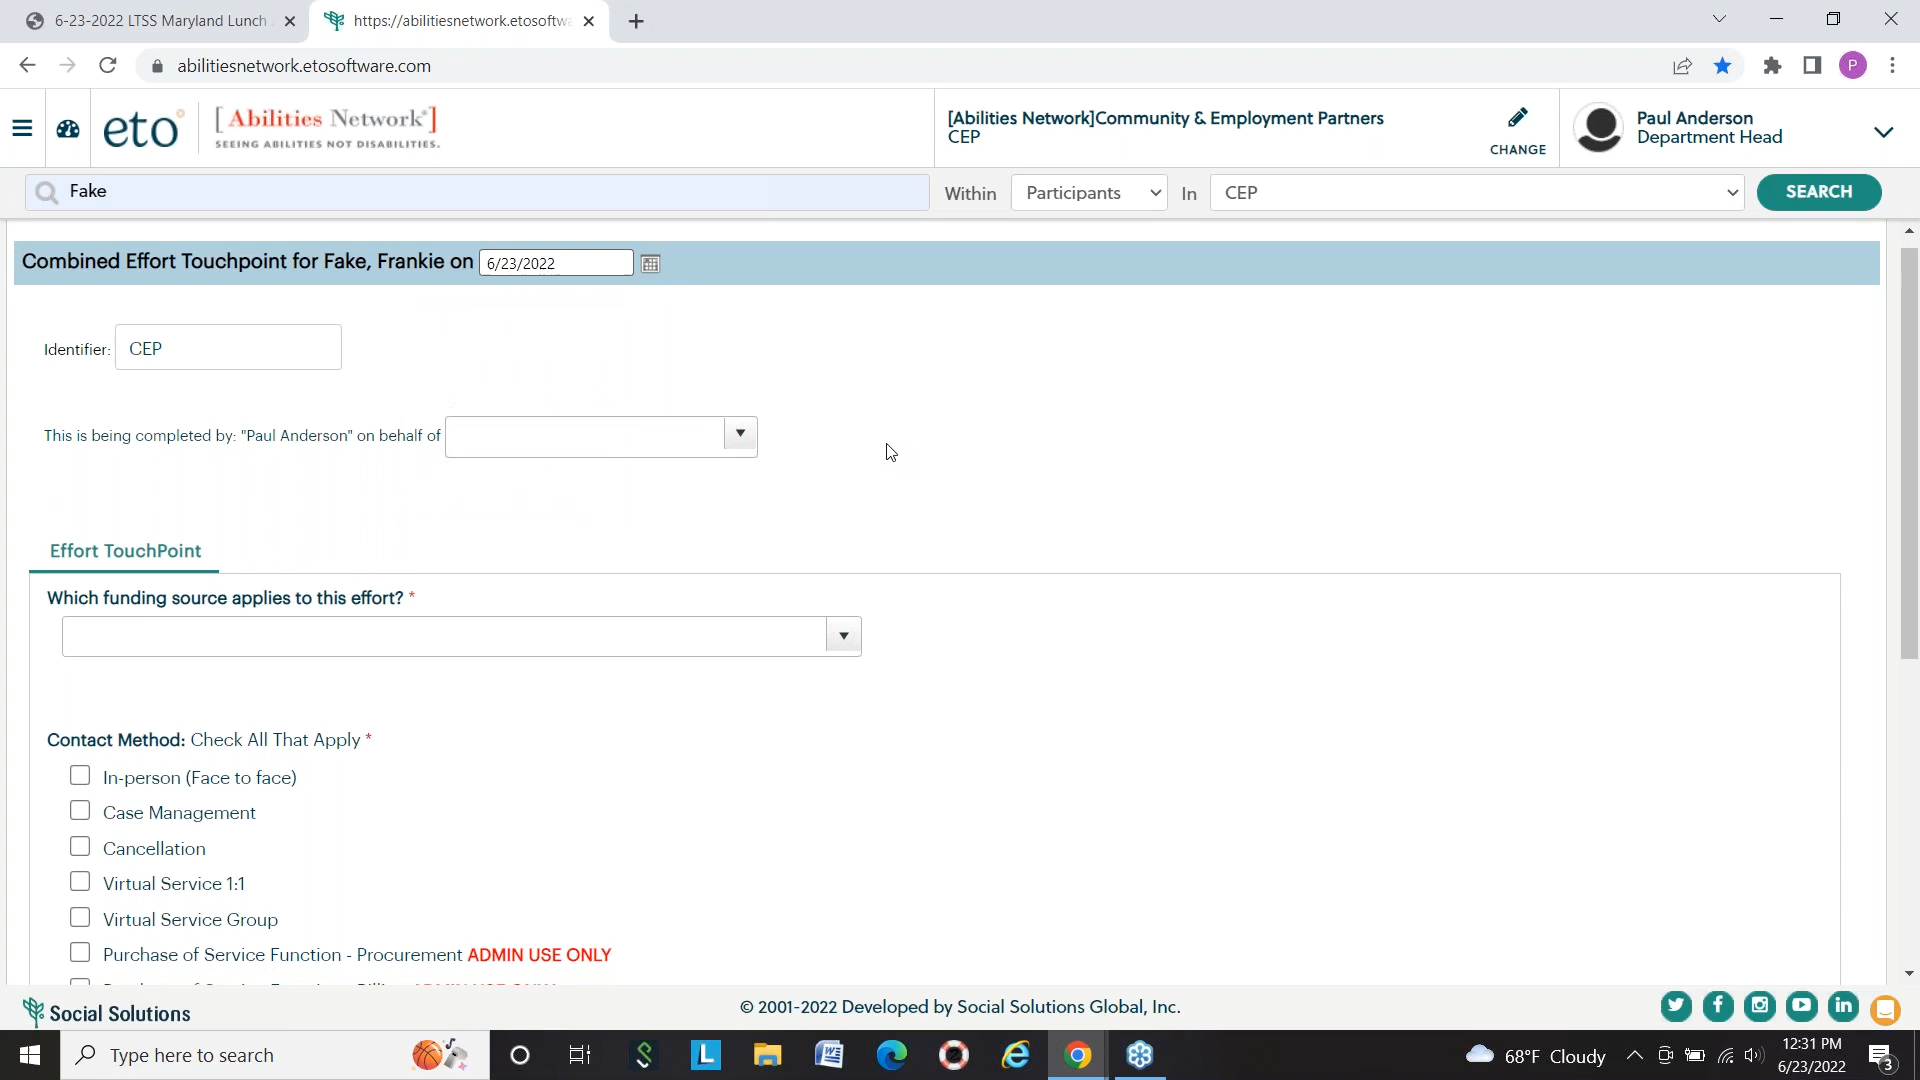 6-23-2022 LTSS Maryland Lunch
https://abilitiesnetwork.etosoftw
abilitiesnetwork.etosoftware.com
P
eto
[ Abilities Network® ]
SEEING ABILITIES NOT DISABILITIES.
[Abilities Network]Community & Employment Partners
CEP
CHANGE
Paul Anderson
Department Head
Fake
Within
Participants
In
CEP
SEARCH
Combined Effort Touchpoint for Fake, Frankie on 6/23/2022
Identifier: CEP
This is being completed by: "Paul Anderson" on behalf of
Effort TouchPoint
Which funding source applies to this effort? *
Contact Method: Check All That Apply *
In-person (Face to face)
Case Management
Cancellation
Virtual Service 1:1
Virtual Service Group
Purchase of Service Function - Procurement ADMIN USE ONLY
Social Solutions
© 2001-2022 Developed by Social Solutions Global, Inc.
Type here to search
68°F Cloudy
12:31 PM
6/23/2022
3